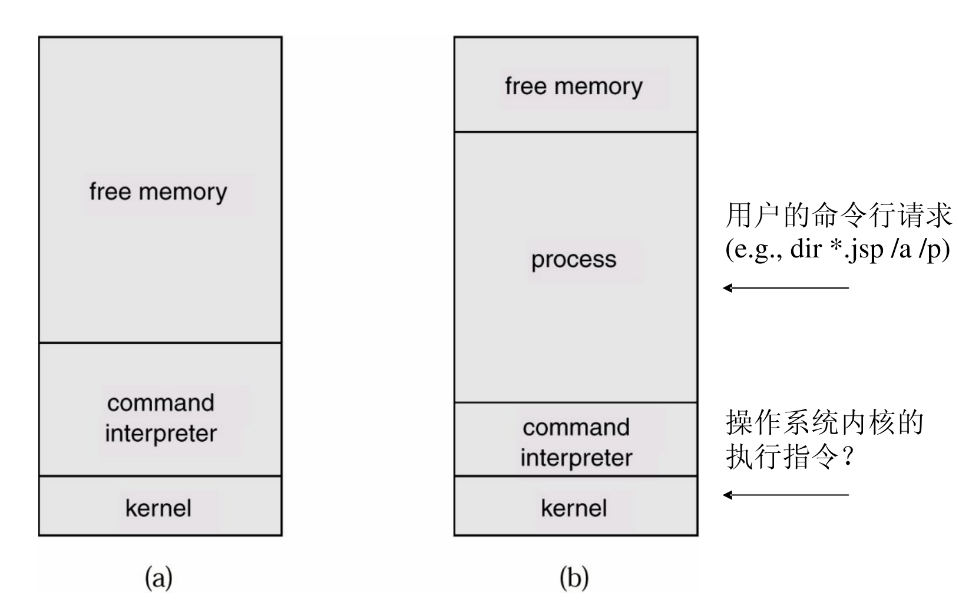 free memory
command
interpreter
kernel
(a)
free memory
process
command
interpreter
kernel
(b)
用户的命令行请求
(e.g., dir *.jsp /a /p)
操作系统内核的
执行指令？